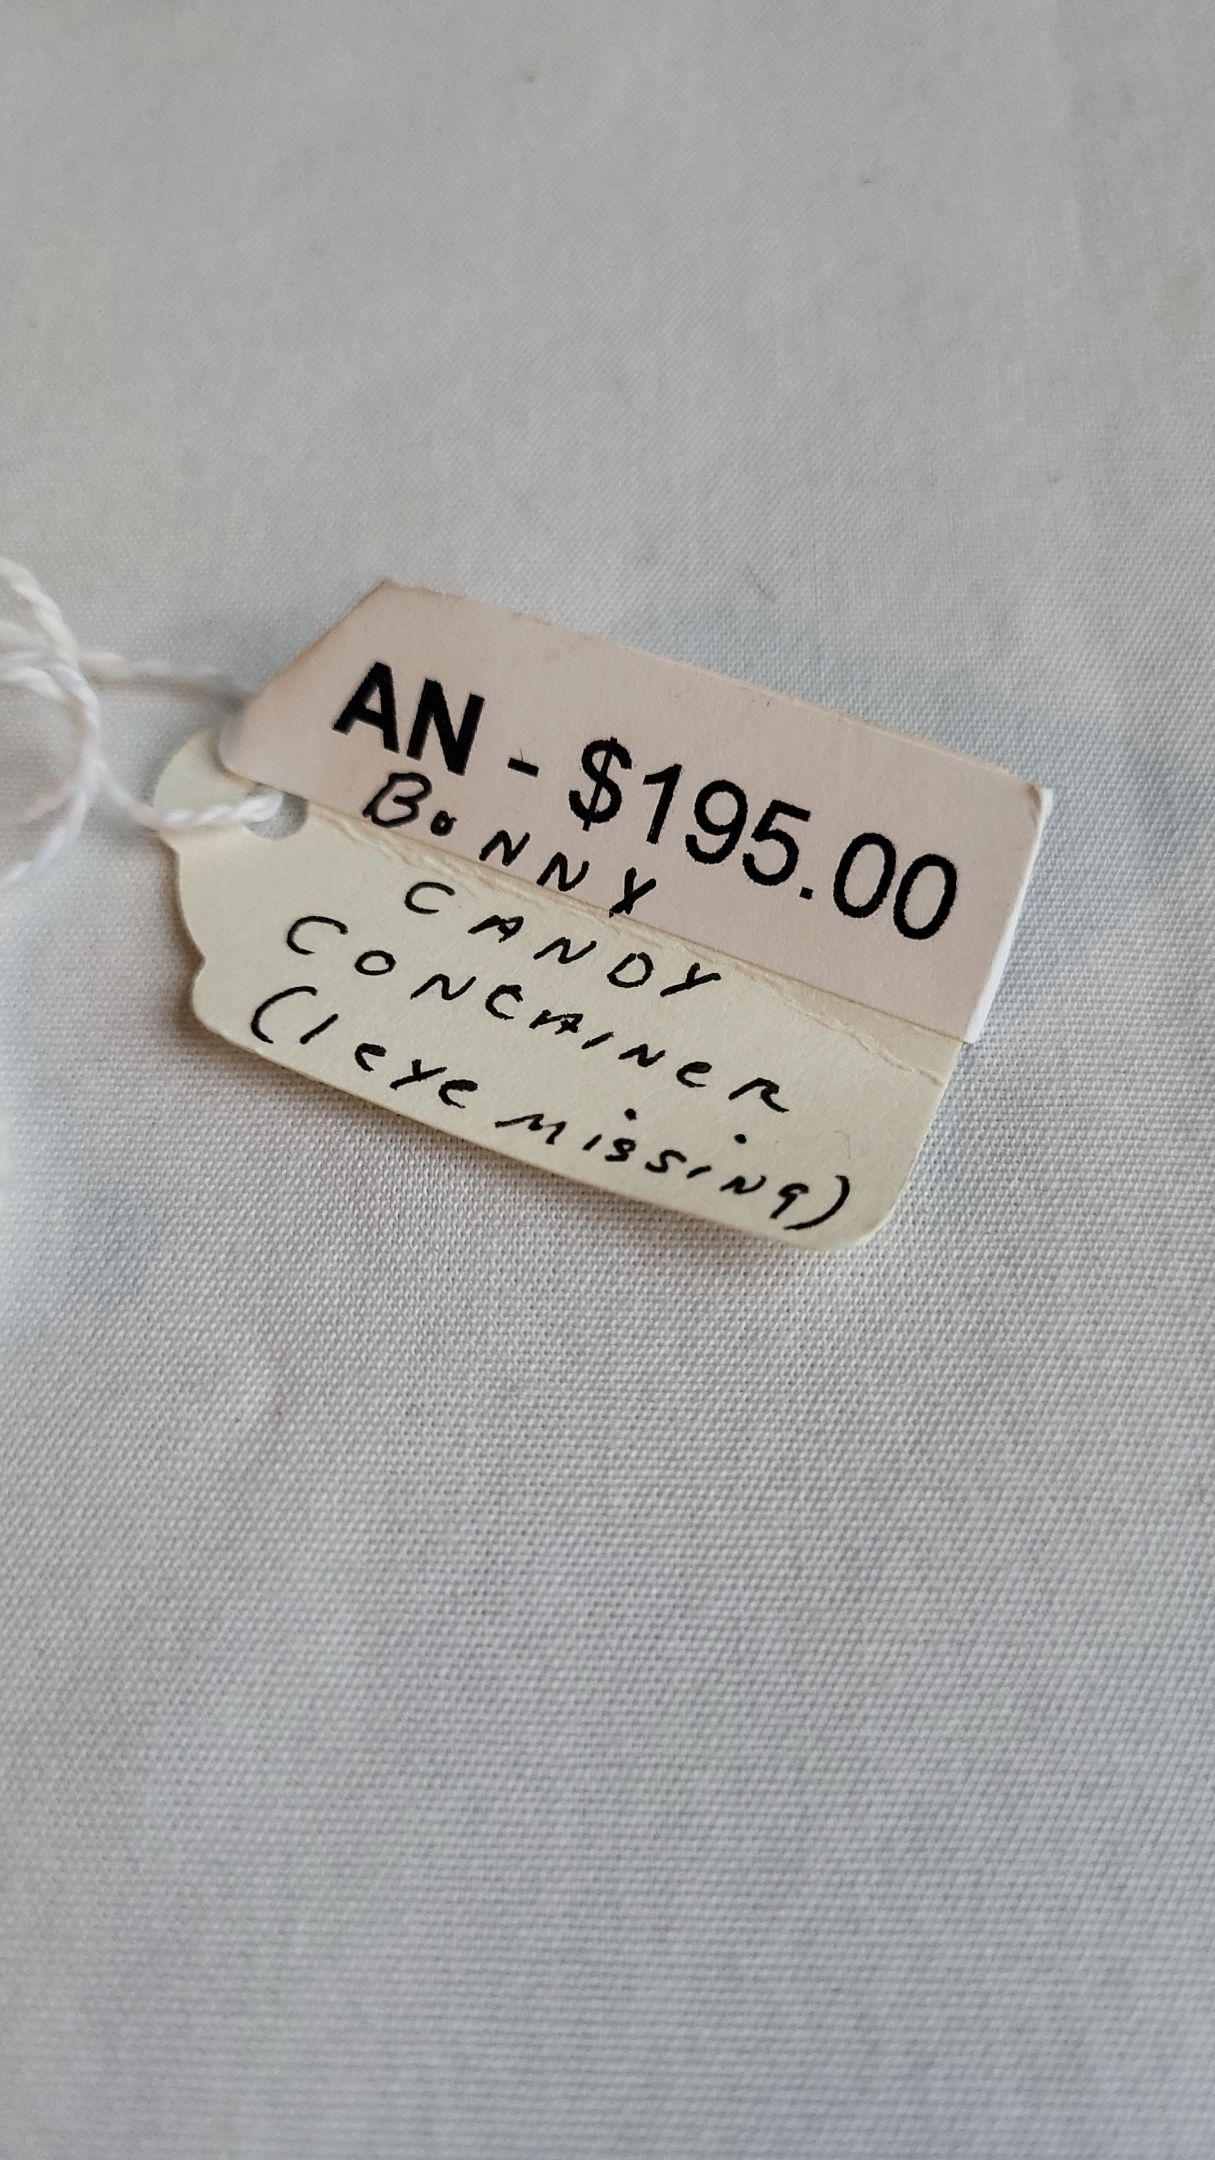 AN - $195.00
BoNNY
CANDY
CONtAiNeR
(1 eye missing)